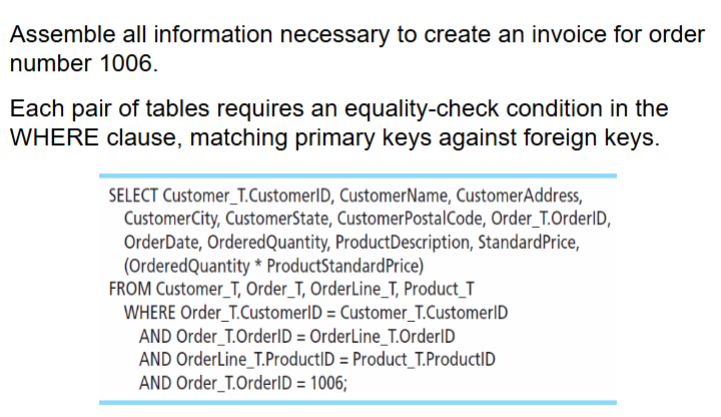 Assemble all information necessary to create an invoice for order
number 1006.
Each pair of tables requires an equality-check condition in the
WHERE clause, matching primary keys against foreign keys.
SELECT Customer_T.CustomerID, CustomerName, CustomerAddress,
CustomerCity, CustomerState, CustomerPostalCode, Order_T.OrderID,
OrderDate, OrderedQuantity, ProductDescription, StandardPrice,
(OrderedQuantity * ProductStandardPrice)
FROM Customer_T, Order_T, OrderLine_T, Product_T
WHERE Order_T.CustomerID = Customer_T.CustomerID
AND Order_T.OrderID = OrderLine_T.OrderID
AND OrderLine_T.ProductID = Product_T.ProductID
AND Order_T.OrderID = 1006;